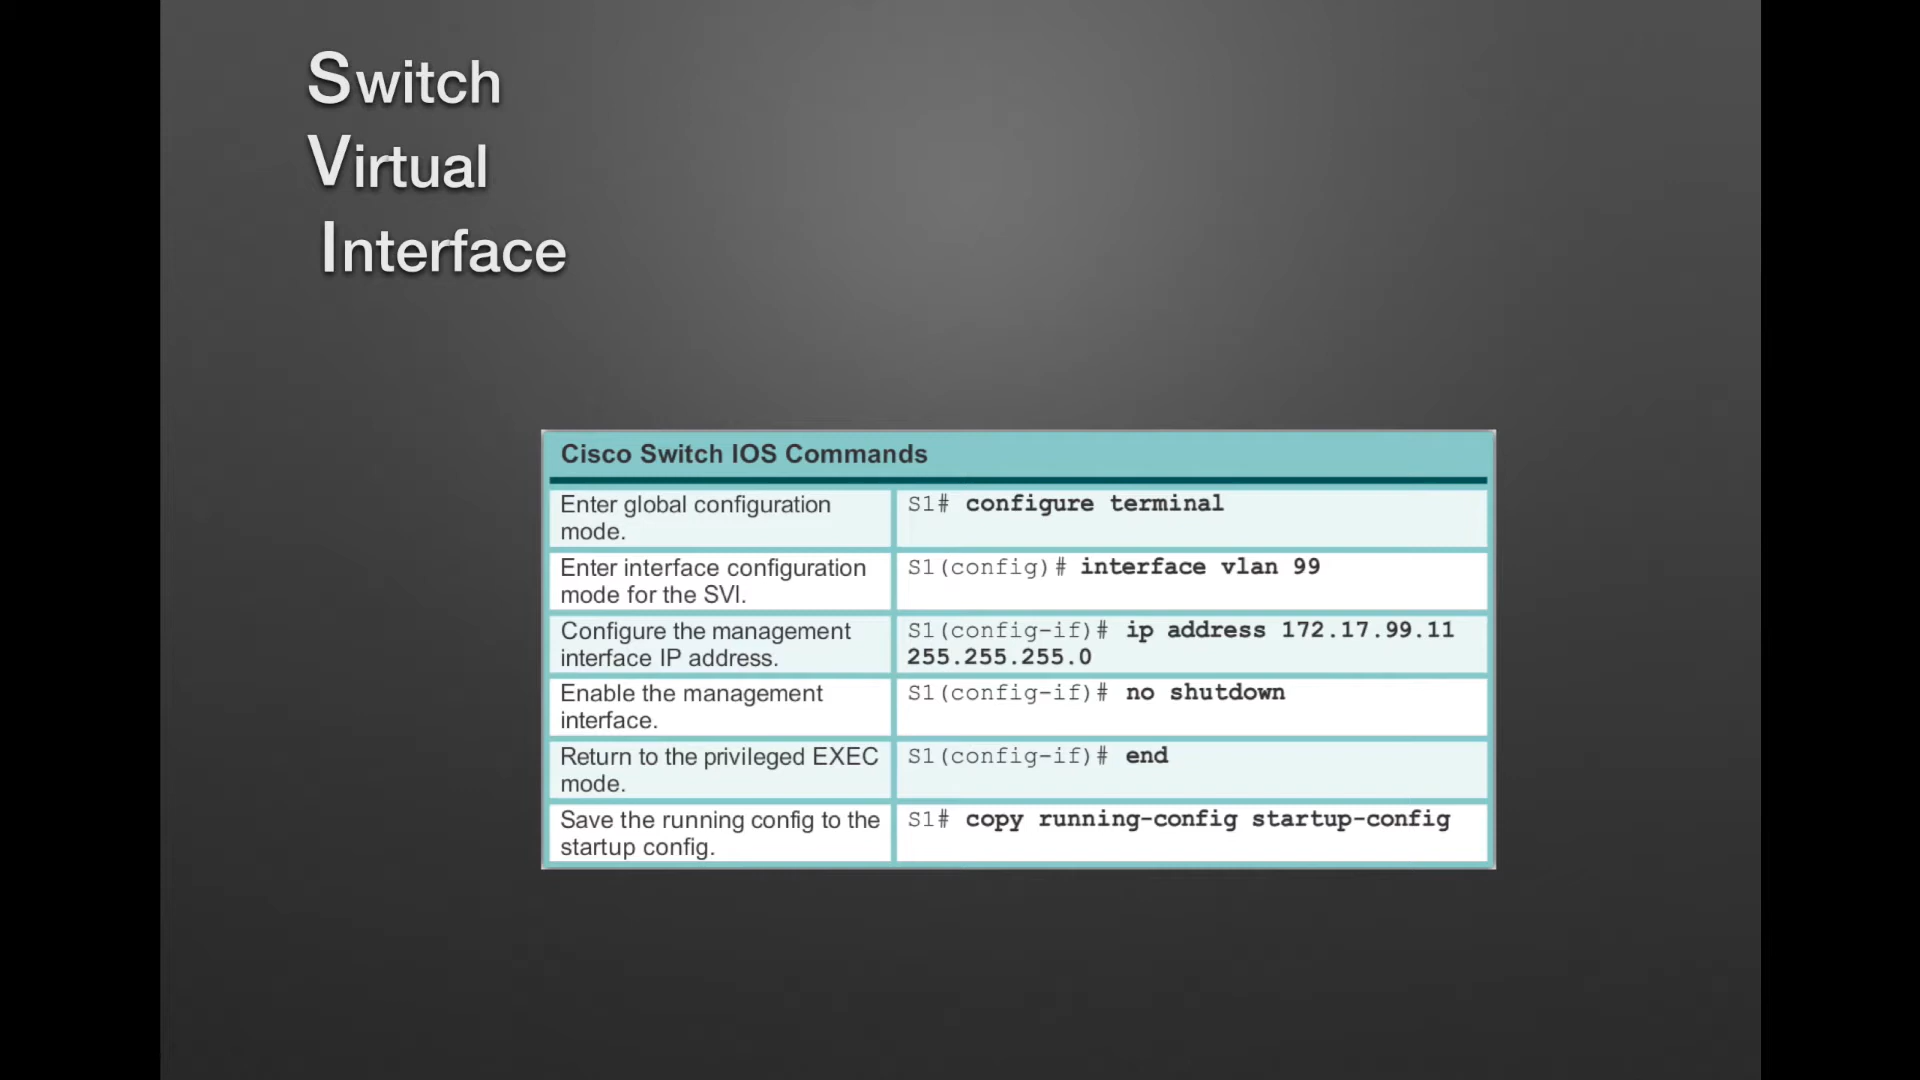 Switch
Virtual
Interface
Cisco Switch IOS Commands
Enter global configuration
mode.
S1# configure terminal
Enter interface configuration
mode for the SVI.
S1(config)# interface vlan 99
Configure the management
interface IP address.
S1(config-if)# ip address 172.17.99.11
255.255.255.0
Enable the management
interface.
S1(config-if)# no shutdown
Return to the privileged EXEC
mode.
S1(config-if)# end
Save the running config to the
startup config.
S1# copy running-config startup-config